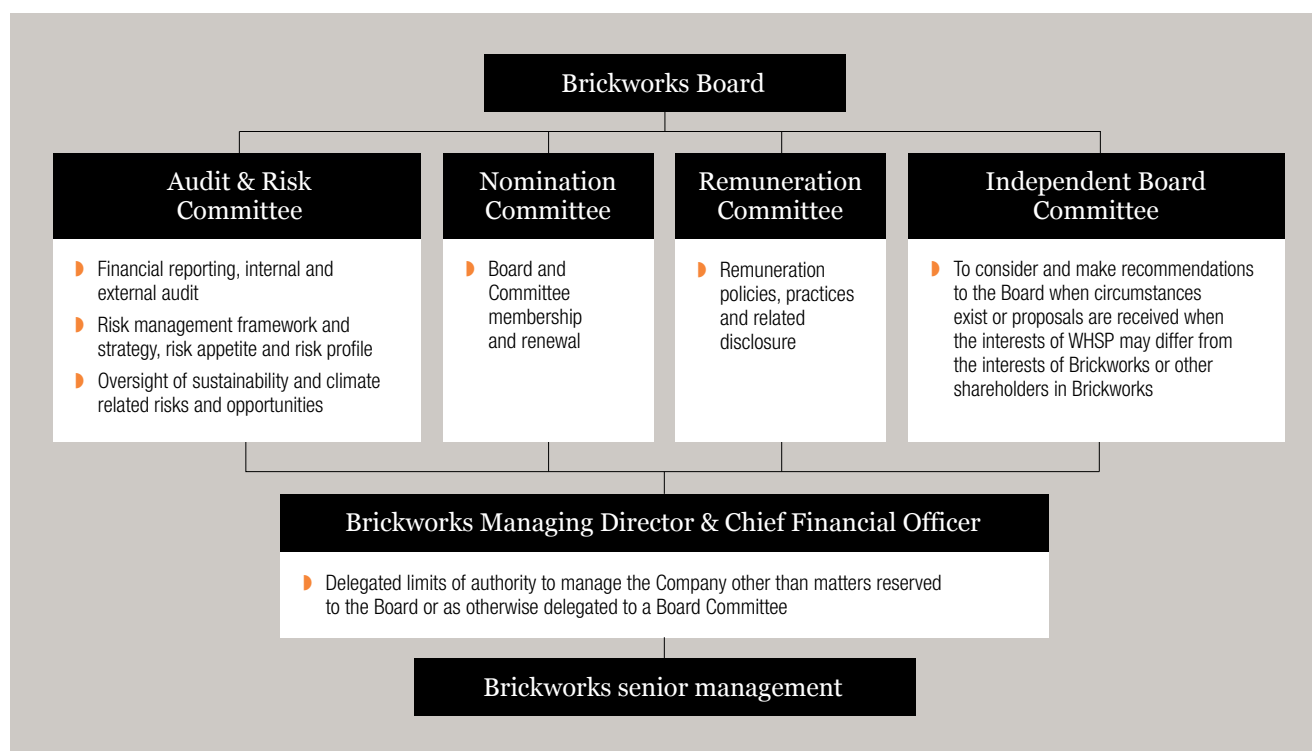 Brickworks Board
Audit & Risk
Committee
Financial reporting, internal and
external audit
Risk management framework and
strategy, risk appetite and risk profile
Oversight of sustainability and climate
related risks and opportunities
Nomination
Committee
Board and
Committee
membership
and renewal
Remuneration
Committee
Remuneration
policies, practices
and related
disclosure
Independent Board
Committee
To consider and make recommendations
to the Board when circumstances
exist or proposals are received when
the interests of WHSP may differ from
the interests of Brickworks or other
shareholders in Brickworks
Brickworks Managing Director & Chief Financial Officer
Delegated limits of authority to manage the Company other than matters reserved
to the Board or as otherwise delegated to a Board Committee
Brickworks senior management